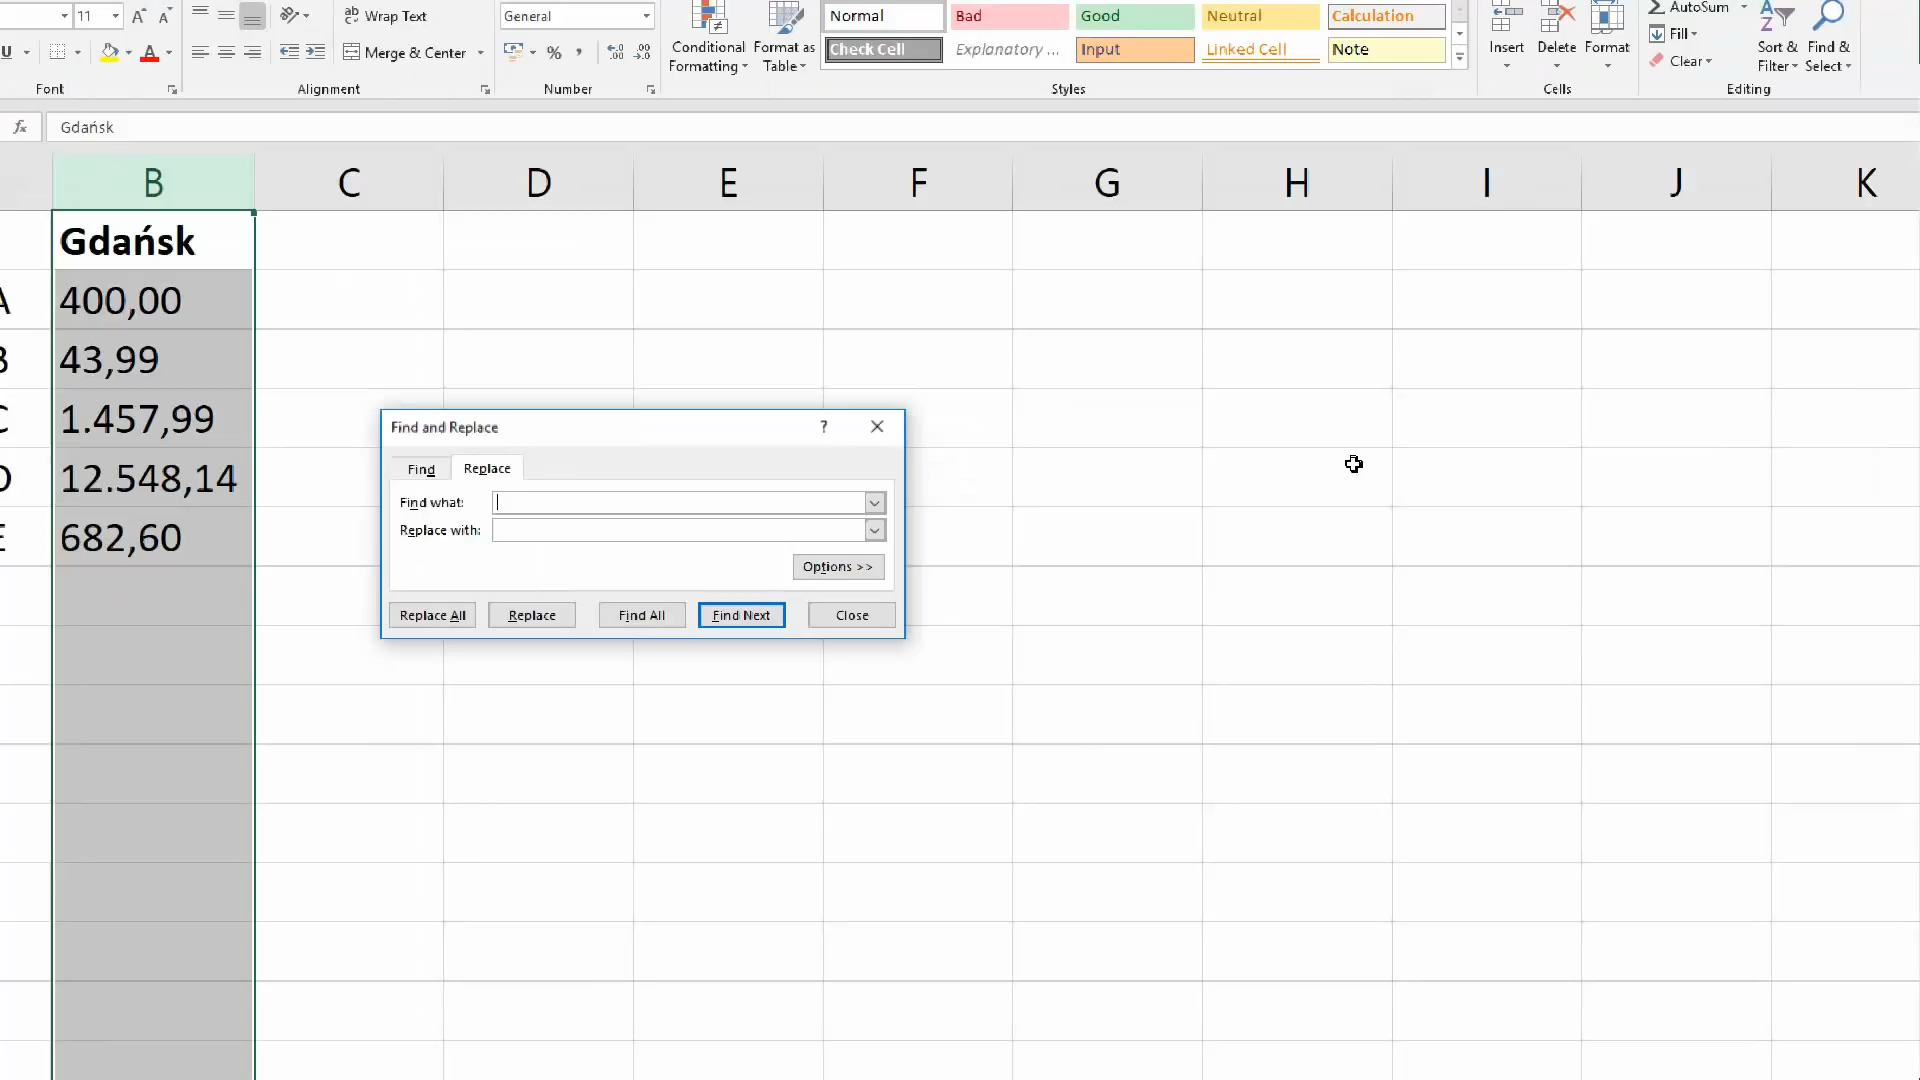 11
Wrap Text
General
Normal
Bad
Good
Neutral
Calculation
AutoSum
U
A
Merge & Center
%
Conditional
Formatting
Format as
Table
Check Cell
Explanatory ...
Input
Linked Cell
Note
Insert
Delete
Format
Fill
Clear
Sort &
Filter
Find &
Select
Font
Alignment
Number
Styles
Cells
Editing
fx
Gdańsk
B C D E F G H I J K
Gdańsk
A 400,00
B 43,99
C 1.457,99
D 12.548,14
E 682,60
Find and Replace
?
Find
Replace
Find what:
Replace with:
Options >>
Replace All
Replace
Find All
Find Next
Close